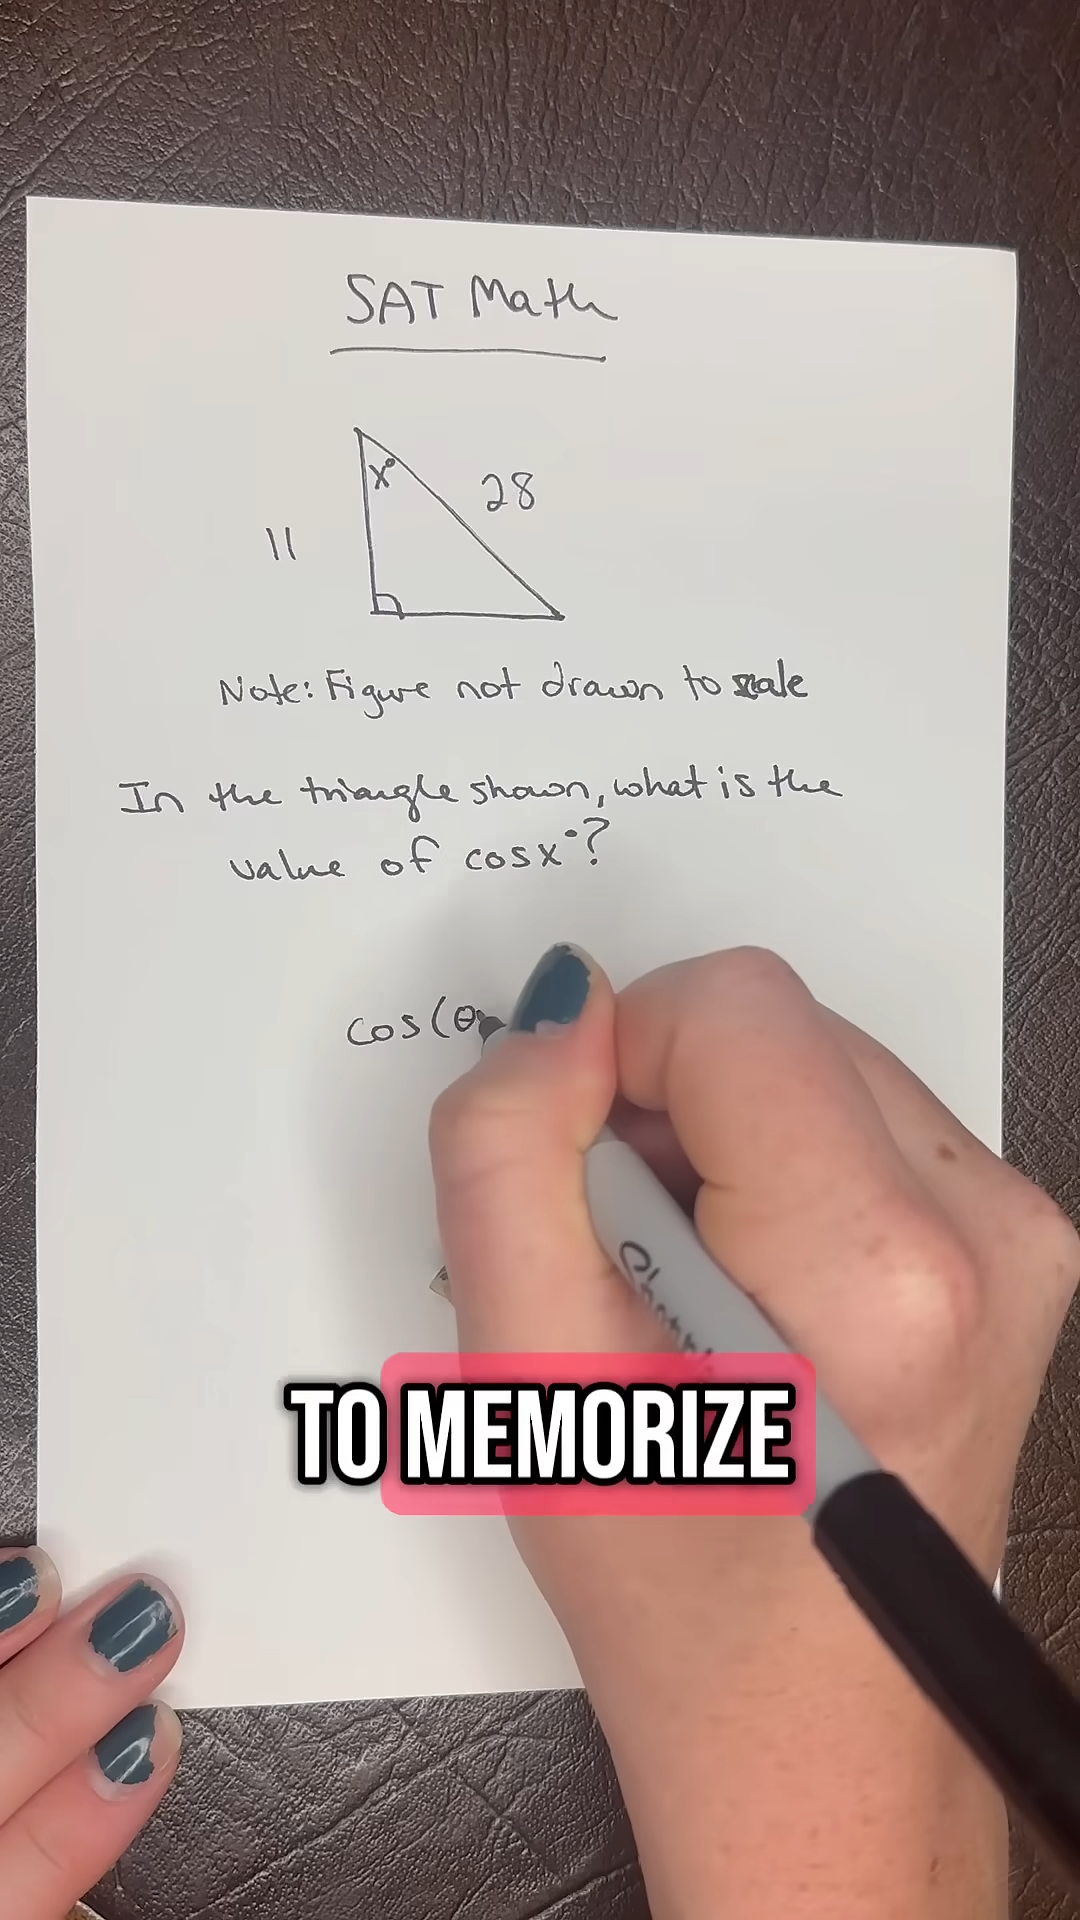 SAT Math
x°
28
11
Note: Figure not drawn to scale
In the triangle shown, what is the
value of cosx°?
cos(θ
TO MEMORIZE